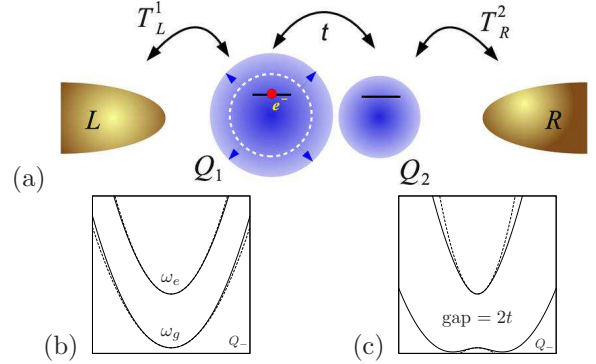 T_L^1 t T_R^2
L e⁻ R
Q_1 Q_2
(a)
ω_e
gap = 2t
ω_g
Q_- Q_-
(b) (c)